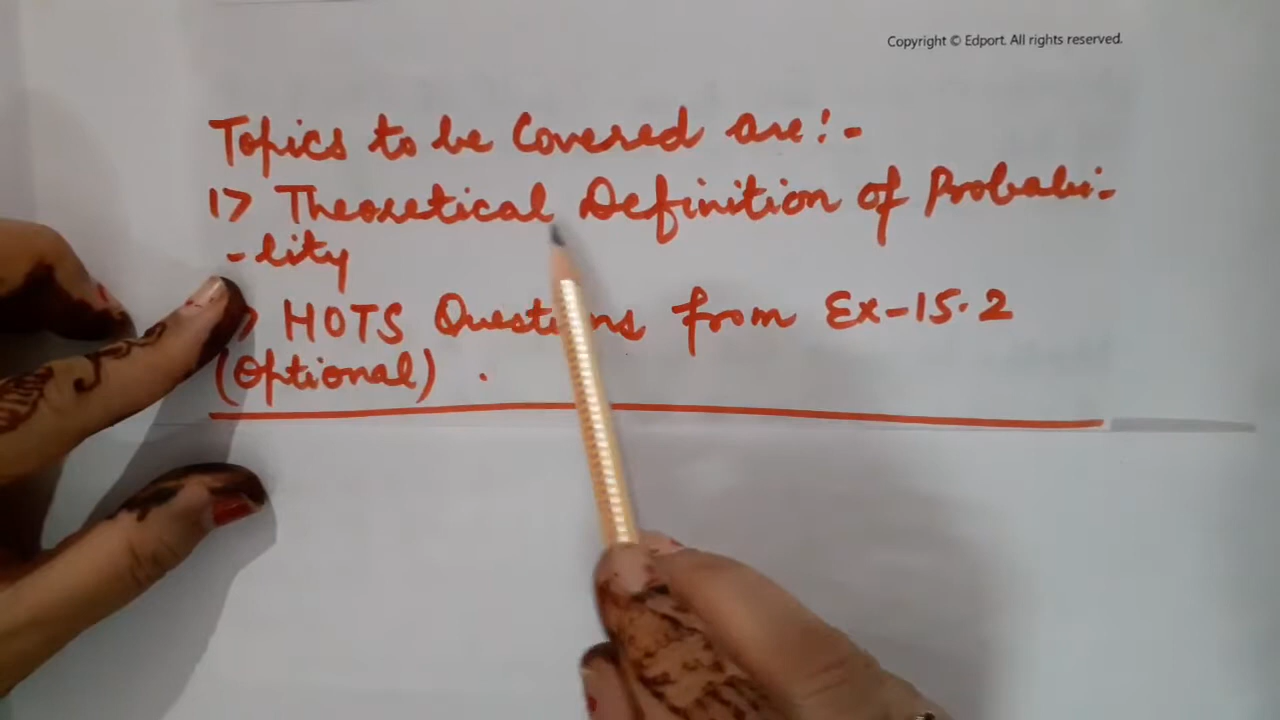 Copyright © Edport. All rights reserved.
Topics to be Covered are:-
1> Theoretical Definition of Probabi-
-lity
> HOTS Questions from Ex-15.2
(Optional) .